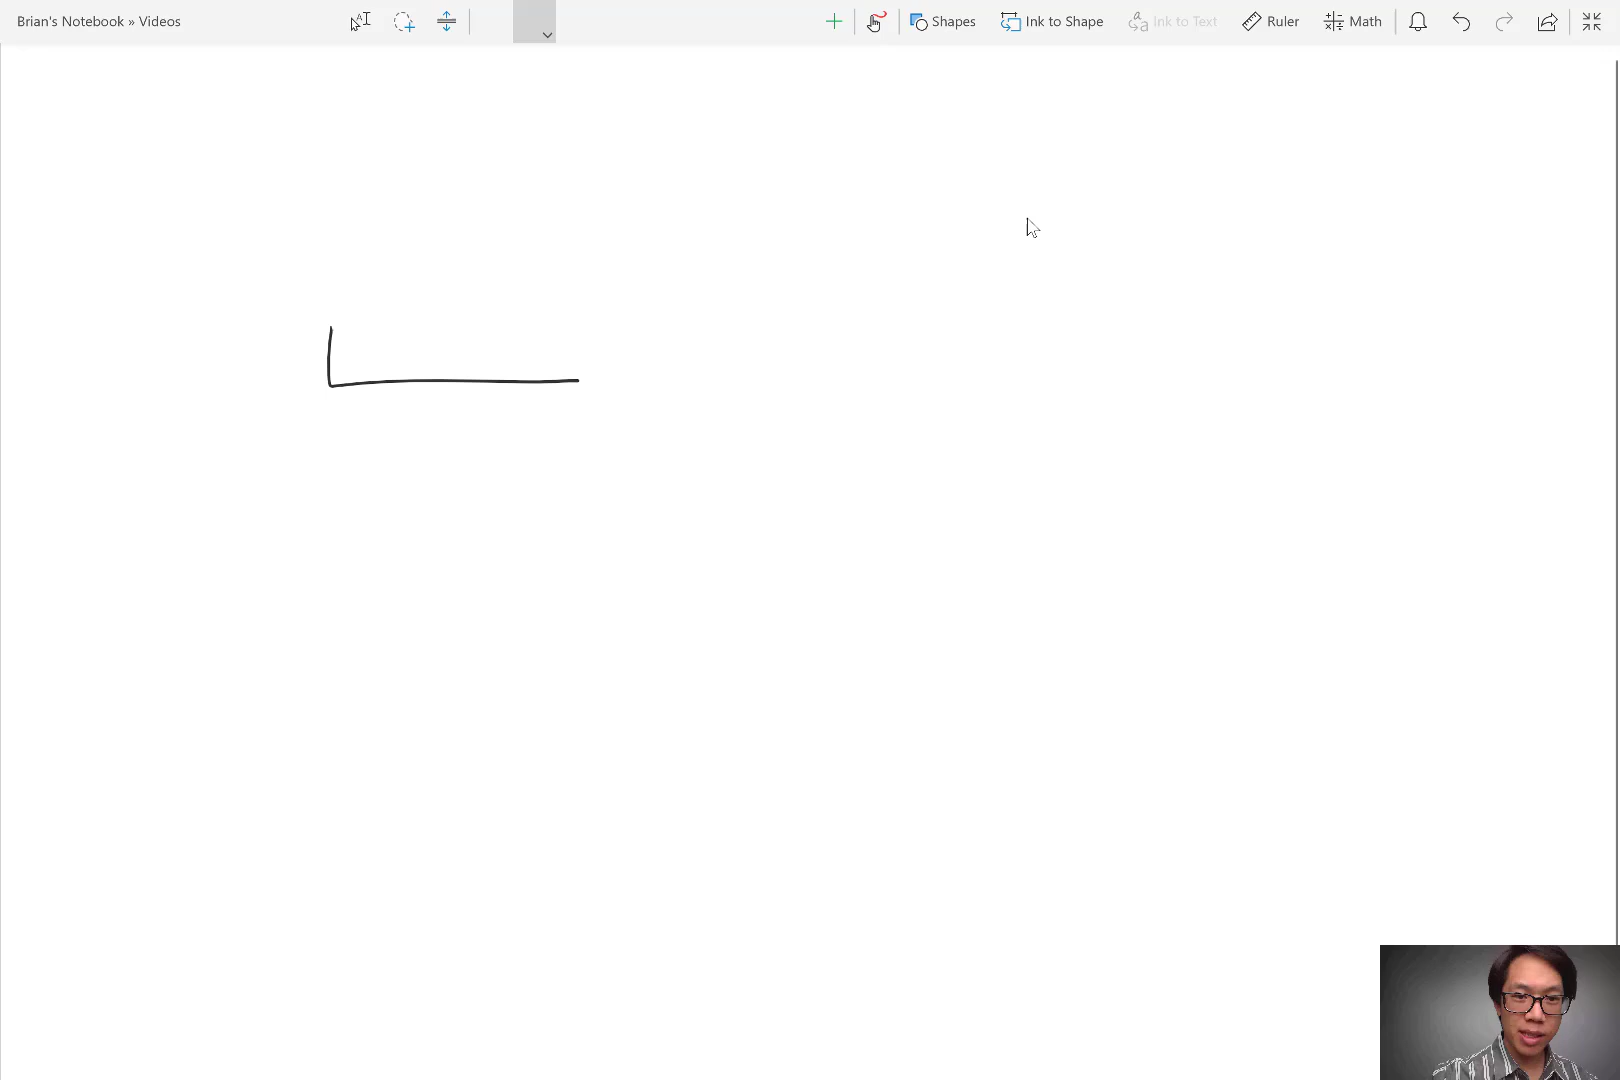 Brian's Notebook » Videos
Shapes
Ink to Shape
Ink to Text
Ruler
Math